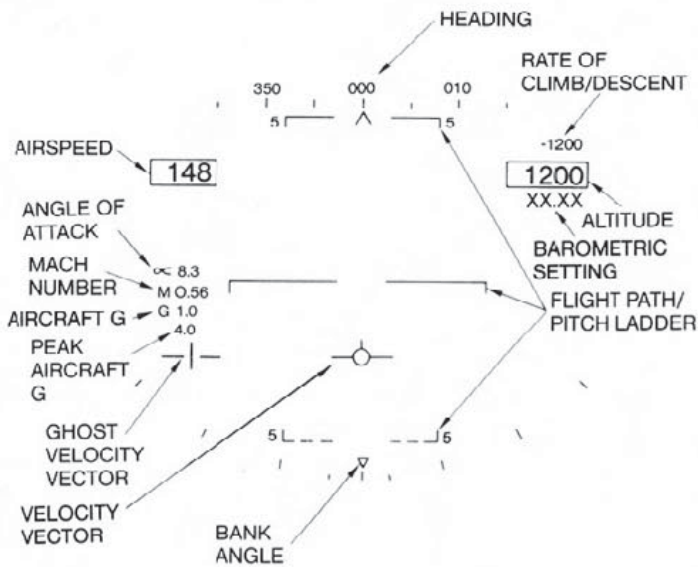 HEADING
RATE OF
CLIMB/DESCENT
350 000 010
5 5
-1200
AIRSPEED
148
1200
XX.XX
ALTITUDE
ANGLE OF
ATTACK
BAROMETRIC
SETTING
∝ 8.3
MACH
NUMBER
M 0.56
AIRCRAFT G
G 1.0
4.0
FLIGHT PATH/
PITCH LADDER
PEAK
AIRCRAFT
G
GHOST
VELOCITY
VECTOR
5 5
VELOCITY
VECTOR
BANK
ANGLE